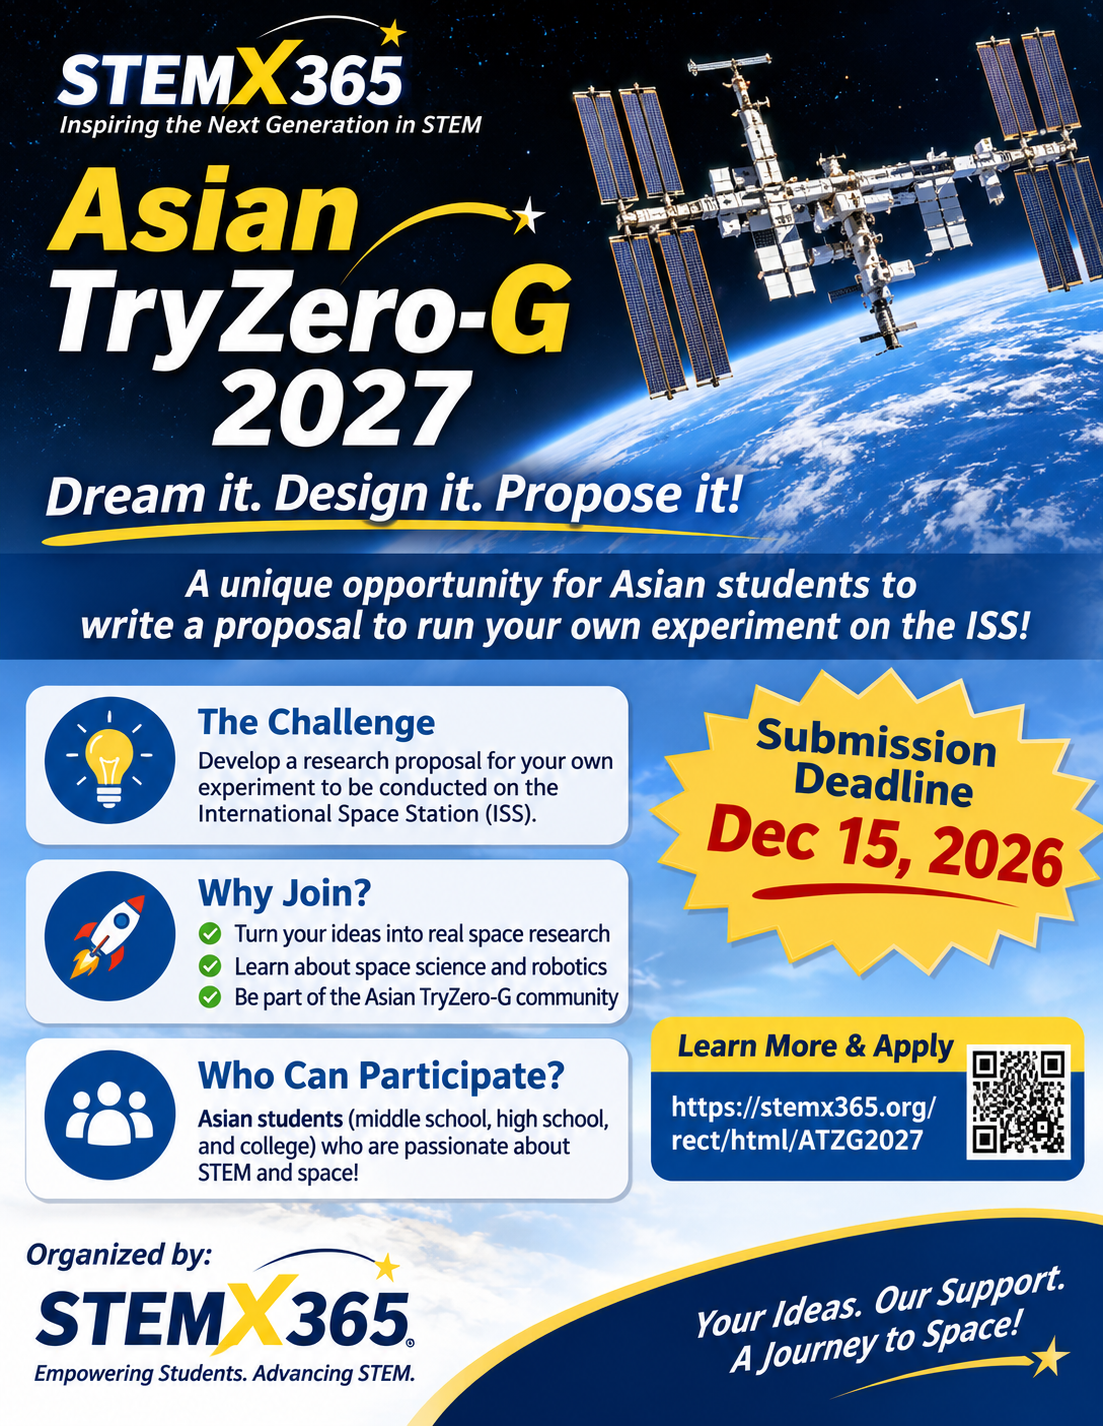 STEMX365
Inspiring the Next Generation in STEM
Asian
TryZero-G
2027
Dream it. Design it. Propose it!
A unique opportunity for Asian students to
write a proposal to run your own experiment on the ISS!
The Challenge
Develop a research proposal for your own
experiment to be conducted on the
International Space Station (ISS).
Why Join?
Turn your ideas into real space research
Learn about space science and robotics
Be part of the Asian TryZero-G community
Who Can Participate?
Asian students (middle school, high school,
and college) who are passionate about
STEM and space!
Submission
Deadline
Dec 15, 2026
Learn More & Apply
https://stemx365.org/
rect/html/ATZG2027
Organized by:
STEMX365
Empowering Students. Advancing STEM.
Your Ideas. Our Support.
A Journey to Space!